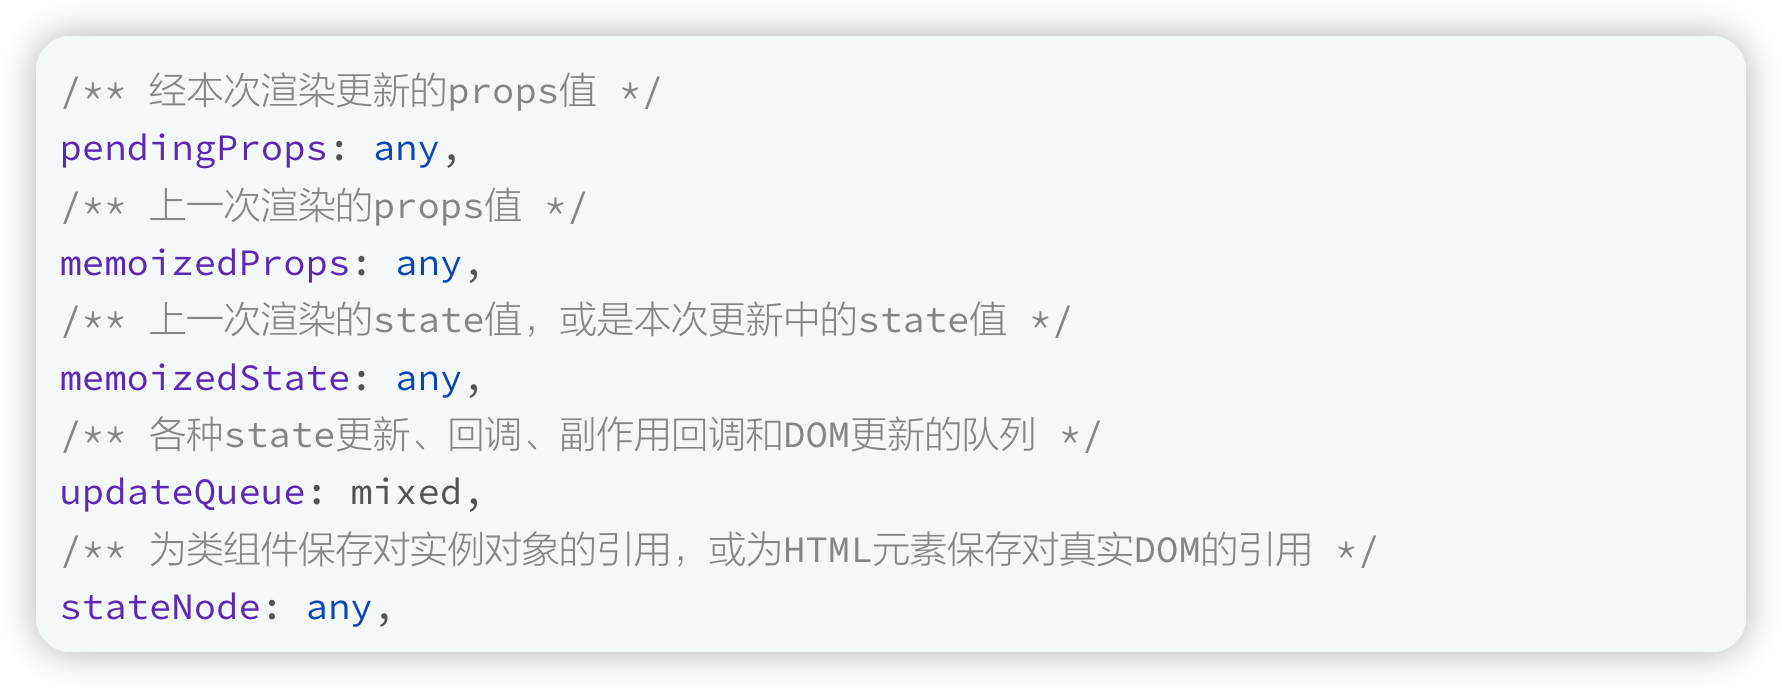 /** 经本次渲染更新的props值 */
pendingProps: any,
/** 上一次渲染的props值 */
memoizedProps: any,
/** 上一次渲染的state值，或是本次更新中的state值 */
memoizedState: any,
/** 各种state更新、回调、副作用回调和DOM更新的队列 */
updateQueue: mixed,
/** 为类组件保存对实例对象的引用，或为HTML元素保存对真实DOM的引用 */
stateNode: any,